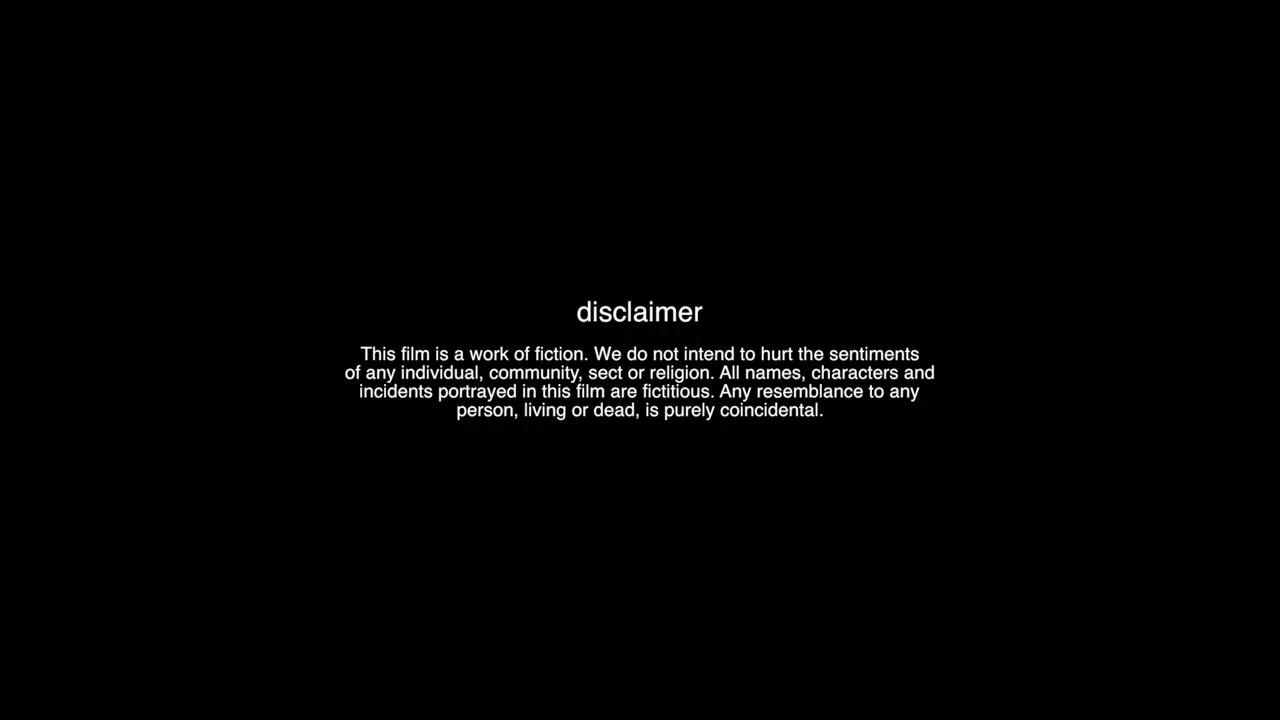 disclaimer
This film is a work of fiction. We do not intend to hurt the sentiments
of any individual, community, sect or religion. All names, characters and
incidents portrayed in this film are fictitious. Any resemblance to any
person, living or dead, is purely coincidental.